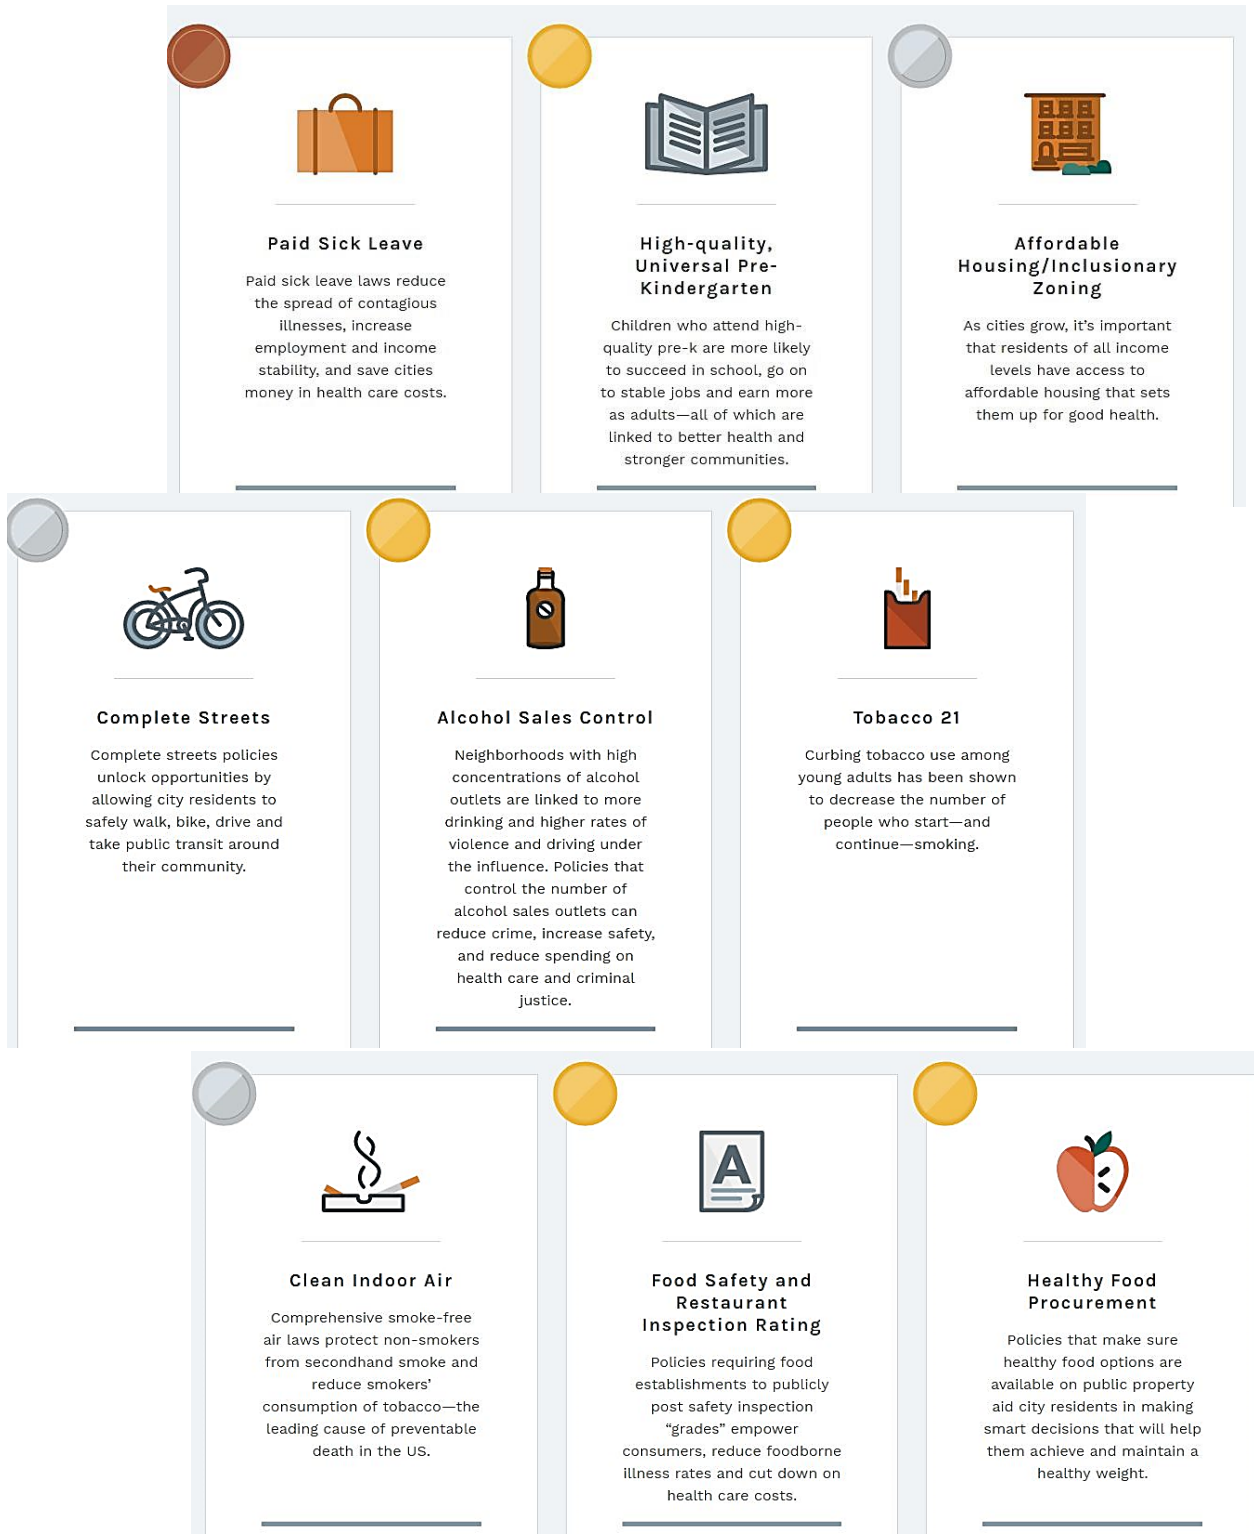 Paid Sick Leave
Paid sick leave laws reduce
the spread of contagious
illnesses, increase
employment and income
stability, and save cities
money in health care costs.
High-quality,
Universal Pre-
Kindergarten
Children who attend high-
quality pre-k are more likely
to succeed in school, go on
to stable jobs and earn more
as adults—all of which are
linked to better health and
stronger communities.
Affordable
Housing/Inclusionary
Zoning
As cities grow, it’s important
that residents of all income
levels have access to
affordable housing that sets
them up for good health.
Complete Streets
Complete streets policies
unlock opportunities by
allowing city residents to
safely walk, bike, drive and
take public transit around
their community.
Alcohol Sales Control
Neighborhoods with high
concentrations of alcohol
outlets are linked to more
drinking and higher rates of
violence and driving under
the influence. Policies that
control the number of
alcohol sales outlets can
reduce crime, increase safety,
and reduce spending on
health care and criminal
justice.
Tobacco 21
Curbing tobacco use among
young adults has been shown
to decrease the number of
people who start—and
continue—smoking.
Clean Indoor Air
Comprehensive smoke-free
air laws protect non-smokers
from secondhand smoke and
reduce smokers’
consumption of tobacco—the
leading cause of preventable
death in the US.
A
Food Safety and
Restaurant
Inspection Rating
Policies requiring food
establishments to publicly
post safety inspection
“grades” empower
consumers, reduce foodborne
illness rates and cut down on
health care costs.
Healthy Food
Procurement
Policies that make sure
healthy food options are
available on public property
aid city residents in making
smart decisions that will help
them achieve and maintain a
healthy weight.